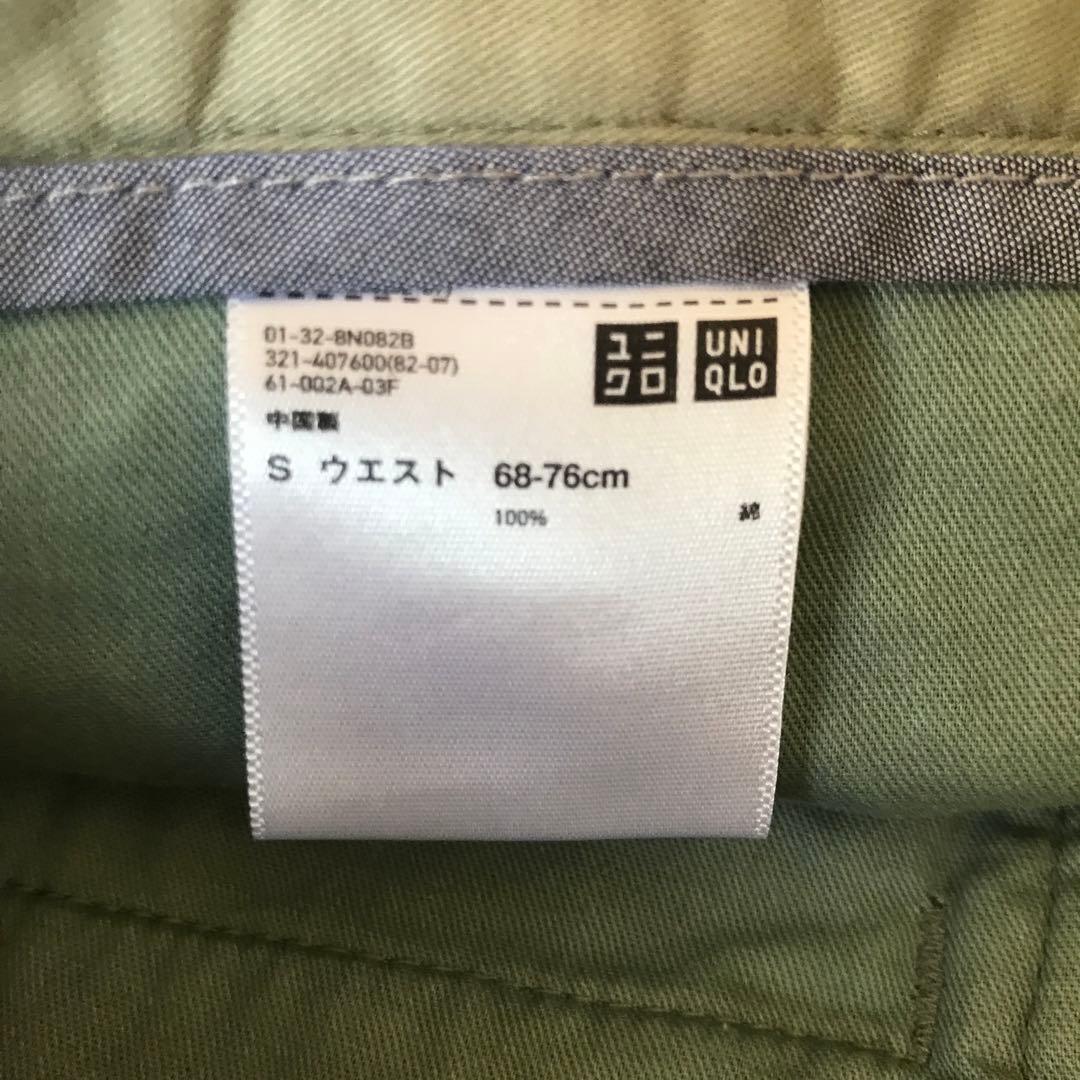 01-32-8N082B
321-407600(82-07)
61-002A-03F
中国製
ユニ
クロ
UNI
QLO
S ウエスト 68-76cm
100% 綿